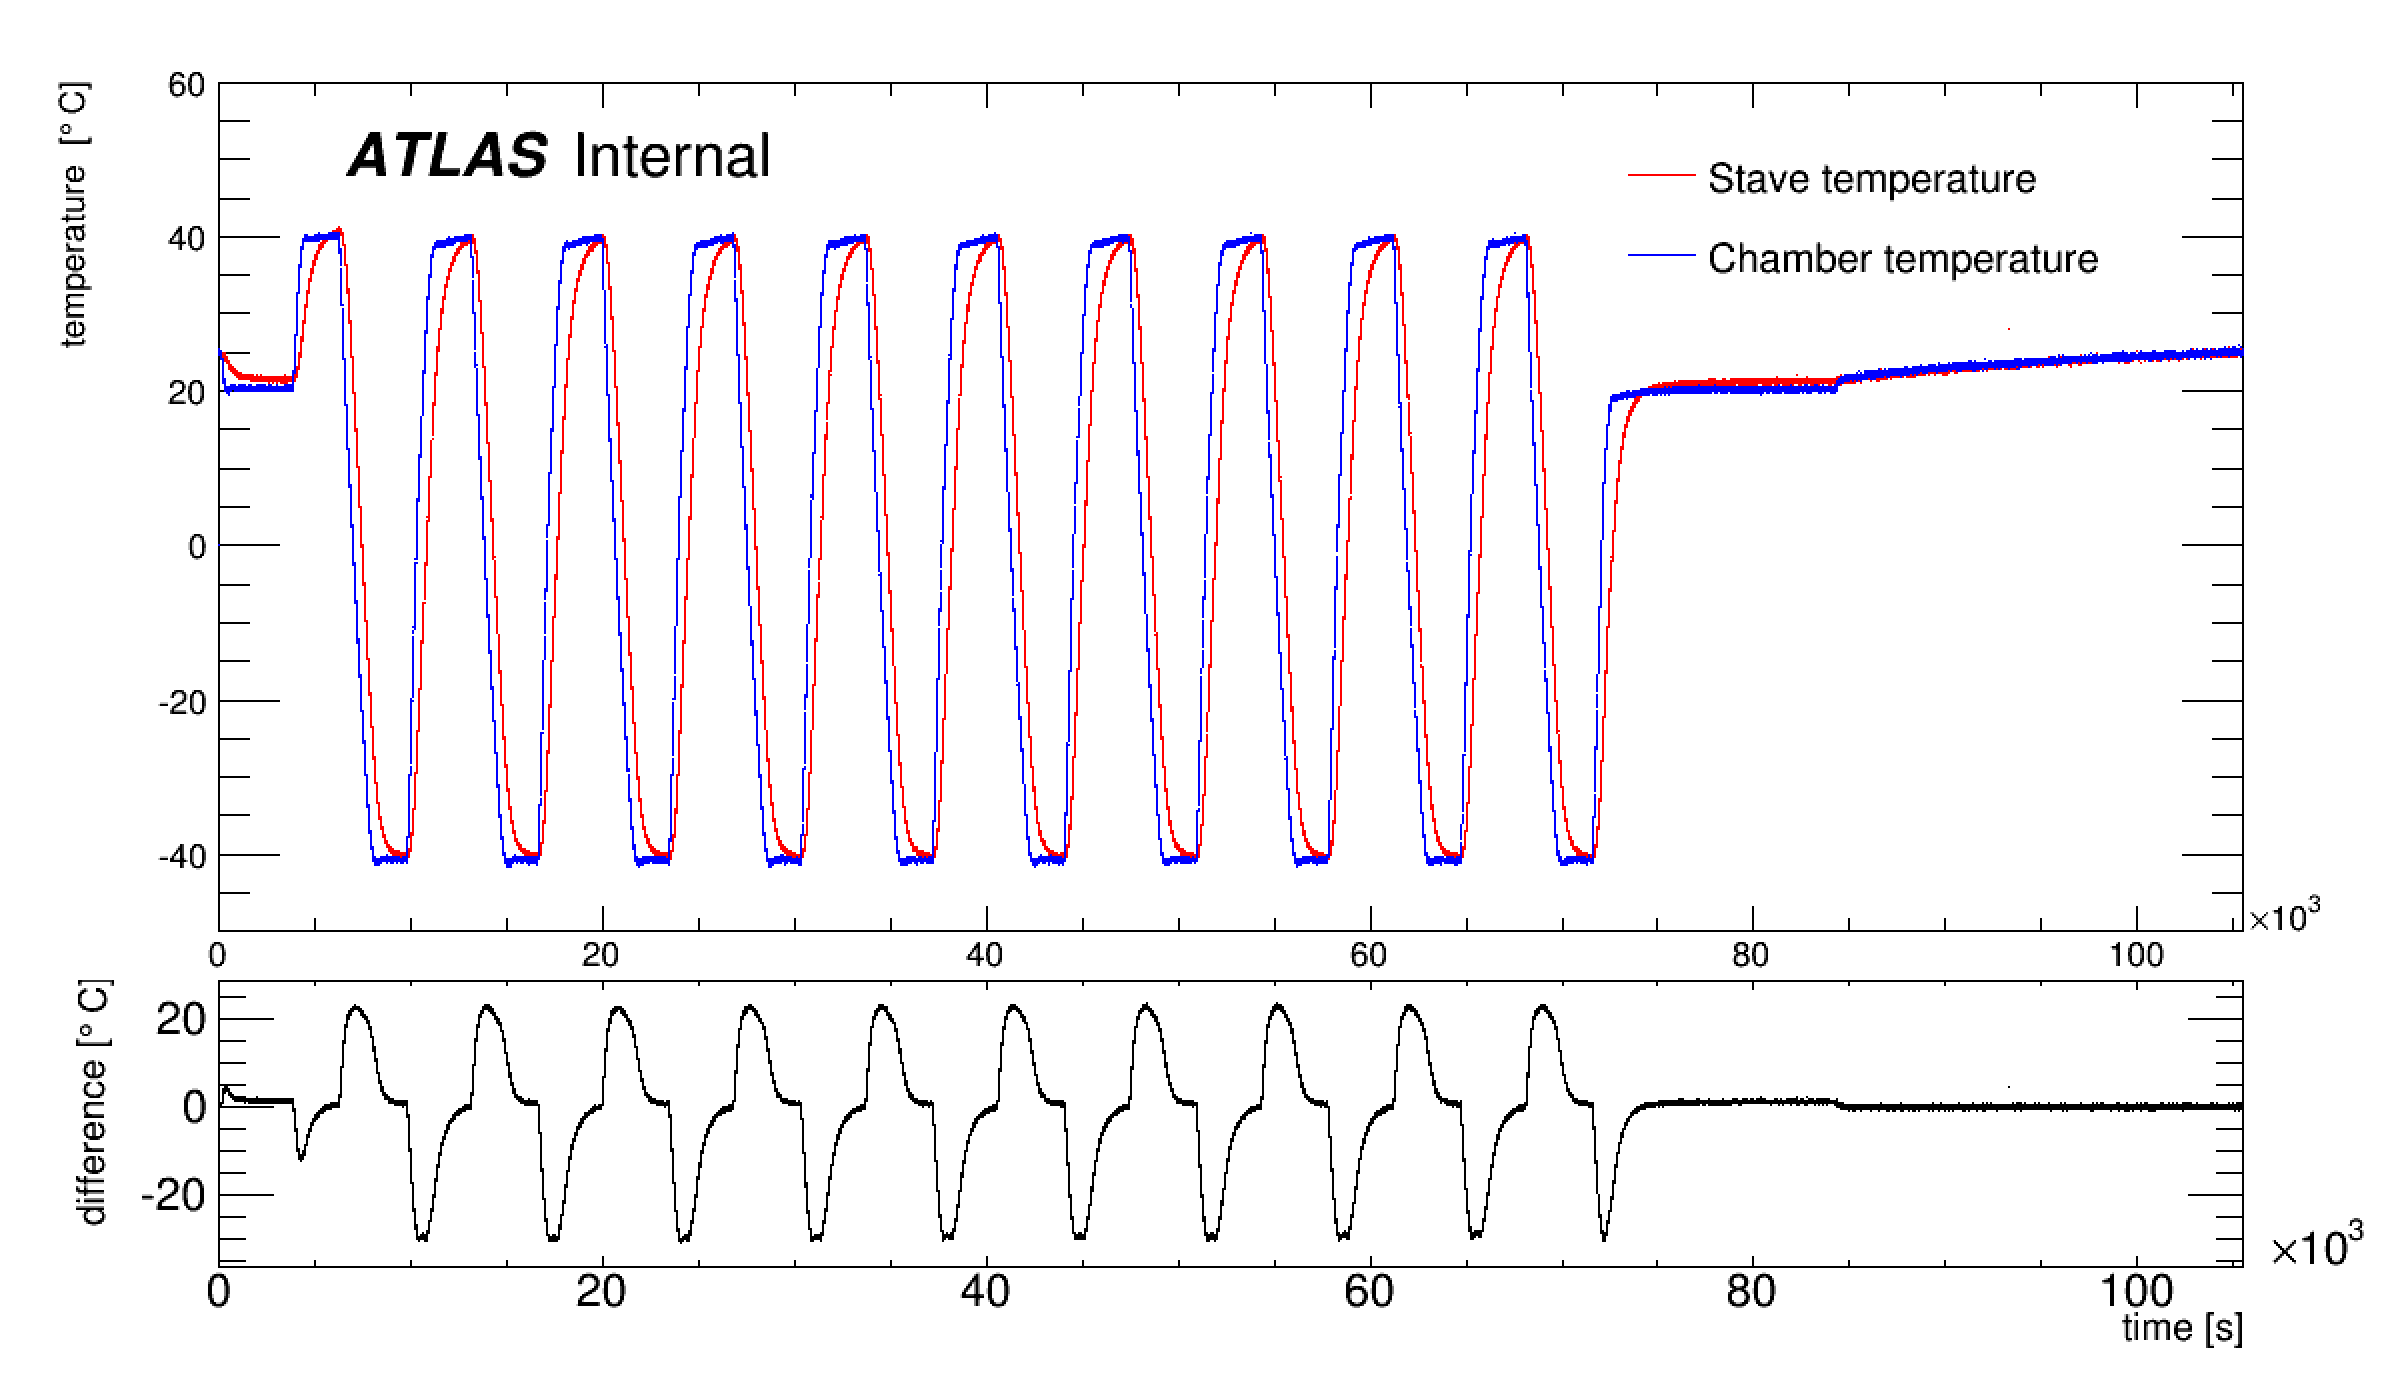 temperature [° C]
60
40
20
0
-20
-40
ATLAS Internal
Stave temperature
Chamber temperature
×10³
0 20 40 60 80 100
difference [° C]
20
0
-20
×10³
0 20 40 60 80 100
time [s]